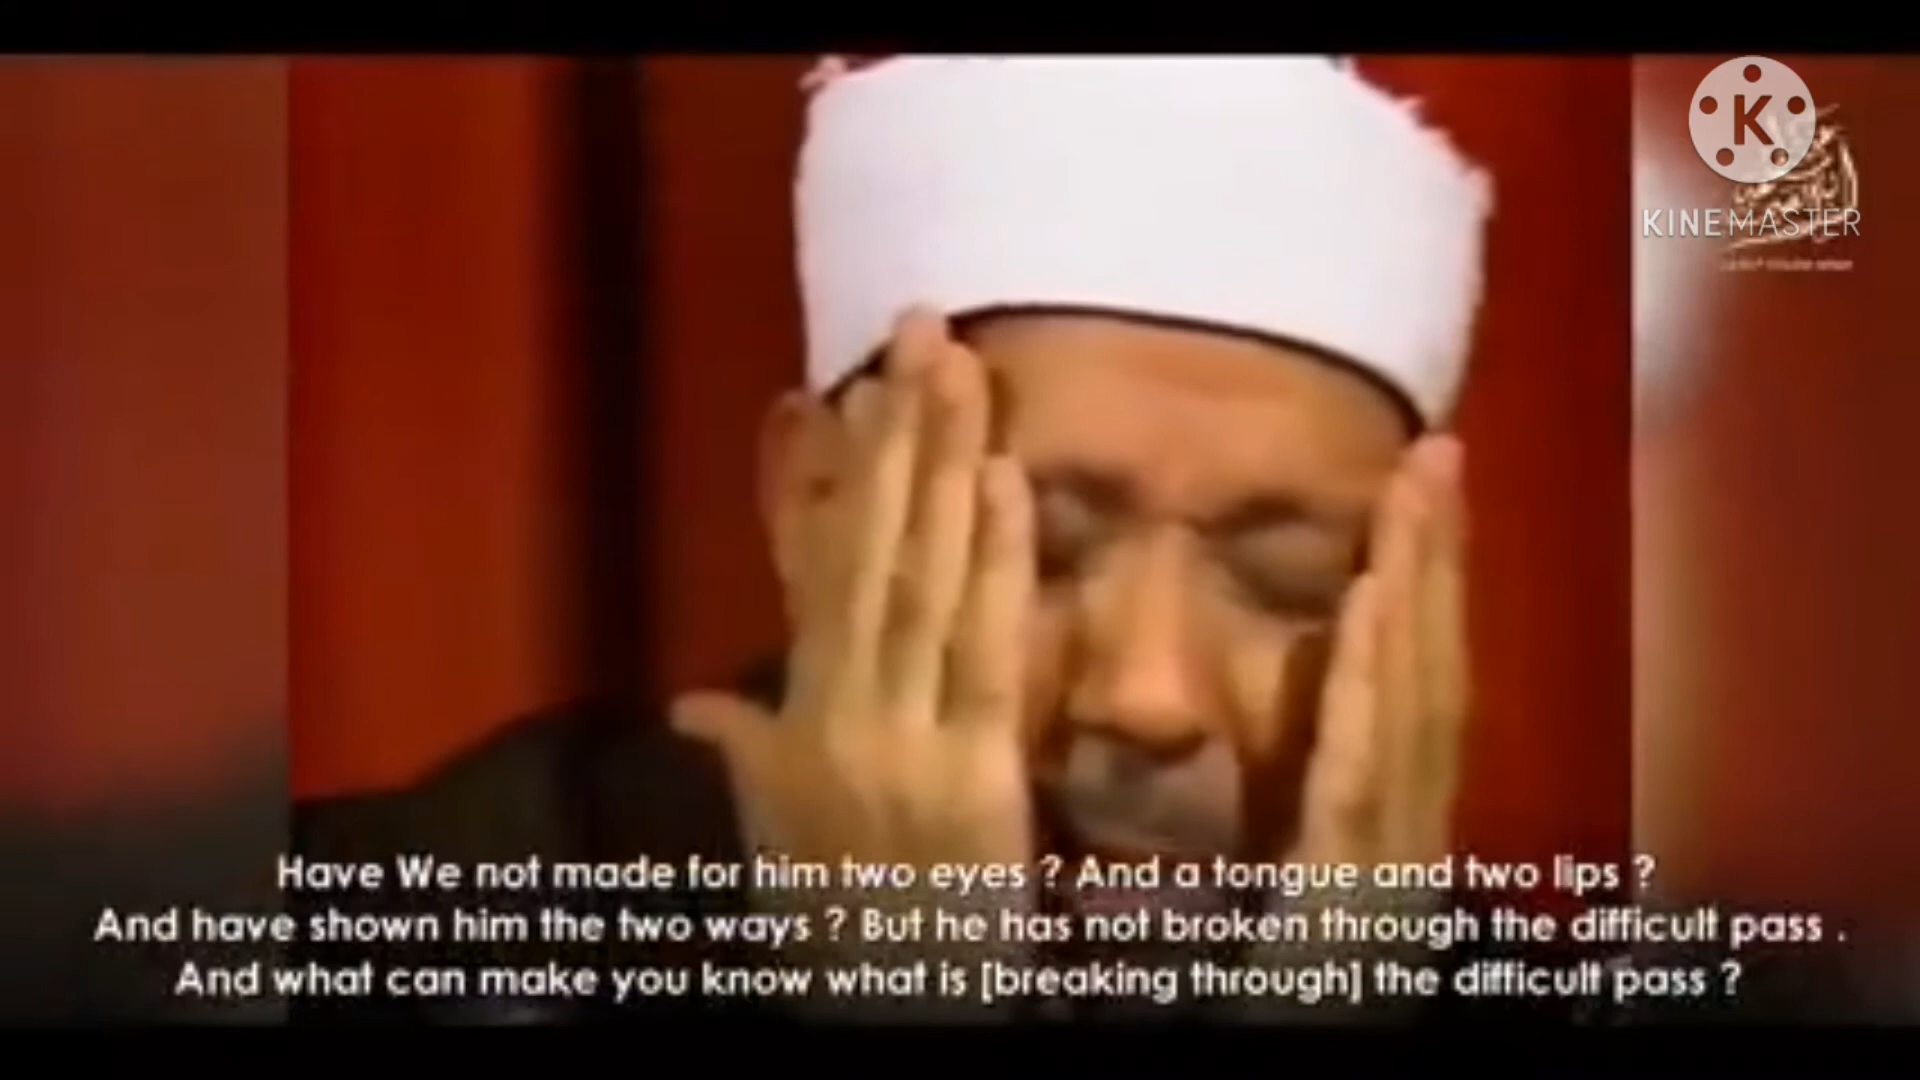 K
KINEMASTER
Have We not made for him two eyes ? And a tongue and two lips ?
And have shown him the two ways ? But he has not broken through the difficult pass .
And what can make you know what is [breaking through] the difficult pass ?